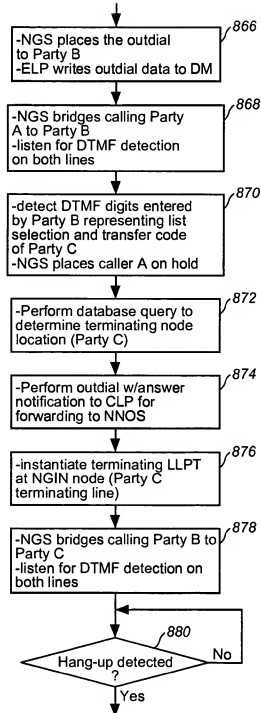 866
-NGS places the outdial
to Party B
-ELP writes outdial data to DM
868
-NGS bridges calling Party
A to Party B
-listen for DTMF detection
on both lines
870
-detect DTMF digits entered
by Party B representing list
selection and transfer code
of Party C
-NGS places caller A on hold
872
-Perform database query to
determine terminating node
location (Party C)
874
-Perform outdial w/answer
notification to CLP for
forwarding to NNOS
876
-instantiate terminating LLPT
at NGIN node (Party C
terminating line)
878
-NGS bridges calling Party B to
Party C
-listen for DTMF detection on
both lines
880
No
Hang-up detected
?
Yes